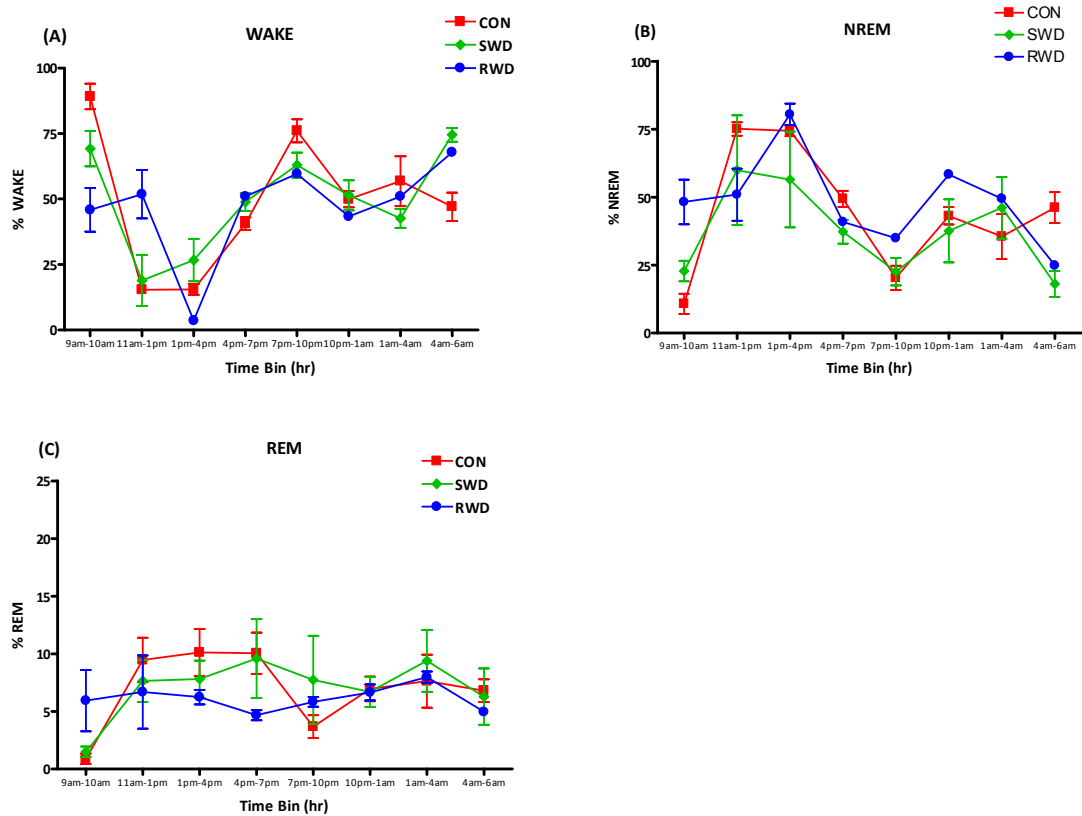 (A)
WAKE
CON
SWD
RWD
100
75
50
25
0
% WAKE
9am-10am 11am-1pm 1pm-4pm 4pm-7pm 7pm-10pm 10pm-1am 1am-4am 4am-6am
Time Bin (hr)
(B)
NREM
CON
SWD
RWD
100
75
50
25
0
% NREM
9am-10am 11am-1pm 1pm-4pm 4pm-7pm 7pm-10pm 10pm-1am 1am-4am 4am-6am
Time Bin (hr)
(C)
REM
CON
SWD
RWD
25
20
15
10
5
0
% REM
9am-10am 11am-1pm 1pm-4pm 4pm-7pm 7pm-10pm 10pm-1am 1am-4am 4am-6am
Time Bin (hr)